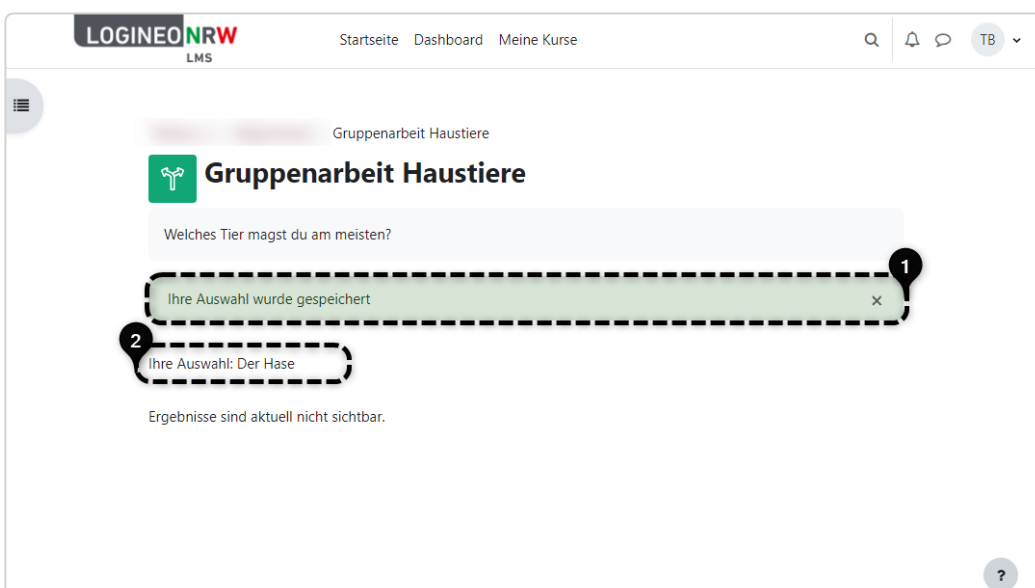 LOGINEO NRW
LMS
Startseite Dashboard Meine Kurse
TB
Gruppenarbeit Haustiere
Gruppenarbeit Haustiere
Welches Tier magst du am meisten?
1
Ihre Auswahl wurde gespeichert
2
Ihre Auswahl: Der Hase
Ergebnisse sind aktuell nicht sichtbar.
?